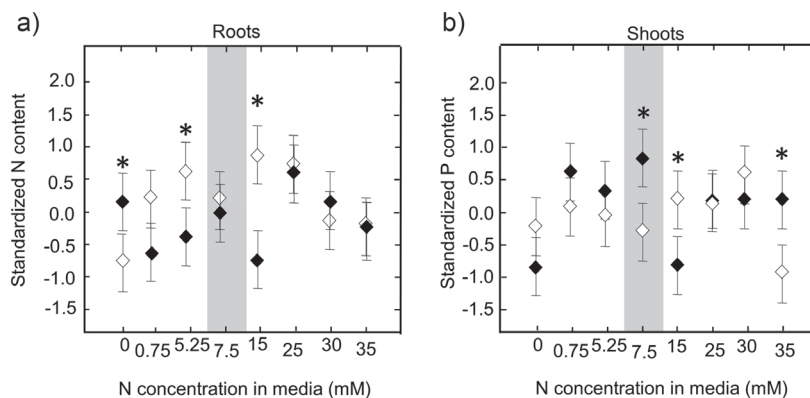 a)
Roots
Standardized N content
2.0
1.5
1.0
0.5
0.0
-0.5
-1.0
-1.5
*
*
*
0 0.75 5.25 7.5 15 25 30 35
N concentration in media (mM)
b)
Shoots
Standardized P content
2.0
1.5
1.0
0.5
0.0
-0.5
-1.0
-1.5
*
*
*
0 0.75 5.25 7.5 15 25 30 35
N concentration in media (mM)